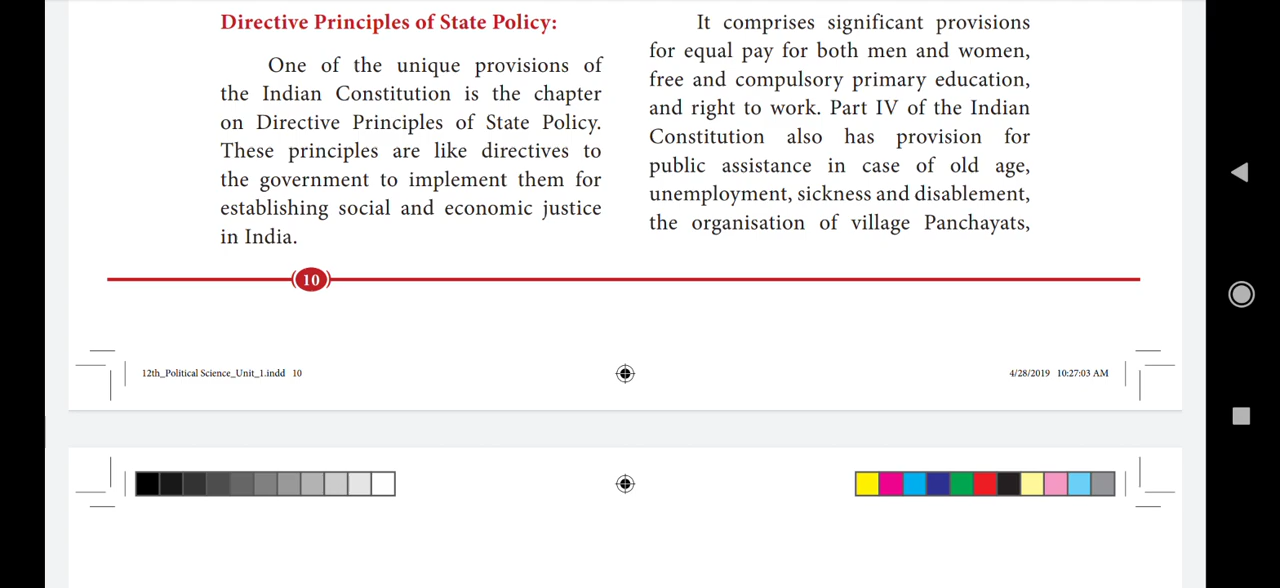 Directive Principles of State Policy:
One of the unique provisions of
the Indian Constitution is the chapter
on Directive Principles of State Policy.
These principles are like directives to
the government to implement them for
establishing social and economic justice
in India.
It comprises significant provisions
for equal pay for both men and women,
free and compulsory primary education,
and right to work. Part IV of the Indian
Constitution also has provision for
public assistance in case of old age,
unemployment, sickness and disablement,
the organisation of village Panchayats,
10
12th_Political Science_Unit_1.indd 10
4/28/2019 10:27:03 AM